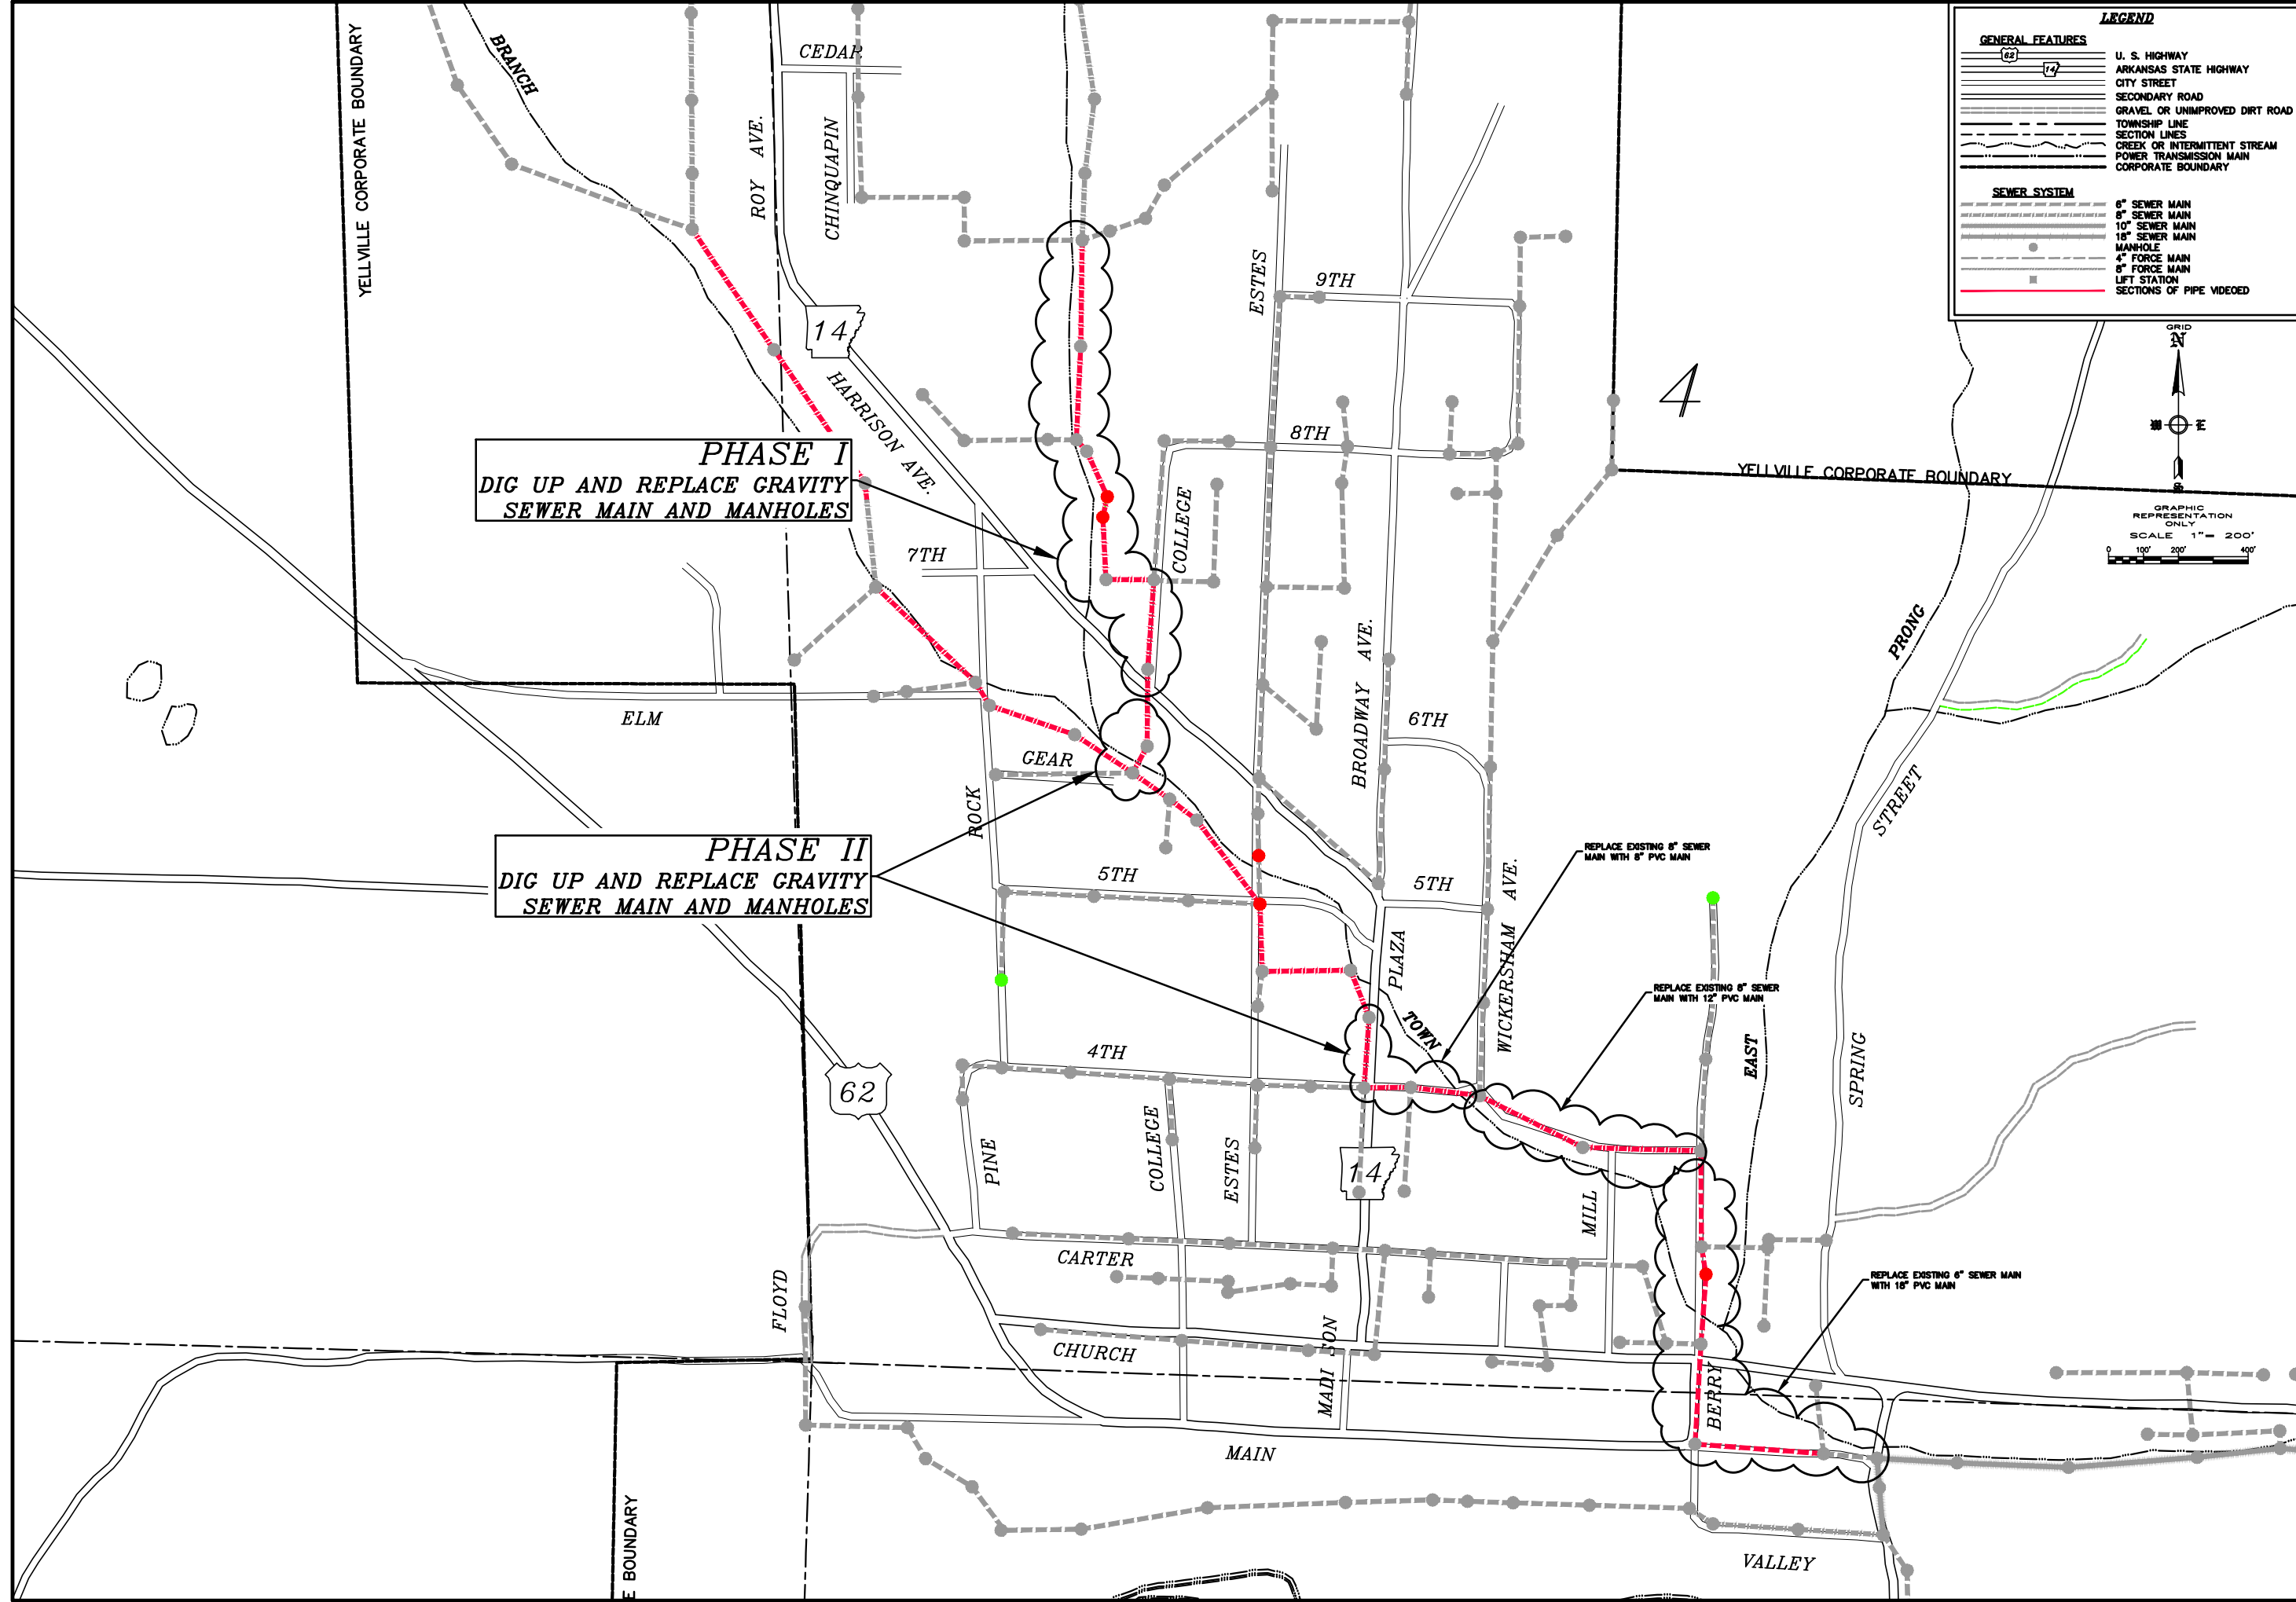 LEGEND
GENERAL FEATURES
62
U. S. HIGHWAY
14
ARKANSAS STATE HIGHWAY
CITY STREET
SECONDARY ROAD
GRAVEL OR UNIMPROVED DIRT ROAD
TOWNSHIP LINE
SECTION LINES
CREEK OR INTERMITTENT STREAM
POWER TRANSMISSION MAIN
CORPORATE BOUNDARY
SEWER SYSTEM
6" SEWER MAIN
8" SEWER MAIN
10" SEWER MAIN
18" SEWER MAIN
MANHOLE
4" FORCE MAIN
8" FORCE MAIN
LIFT STATION
SECTIONS OF PIPE VIDEOED
GRID
N
E
S
GRAPHIC
REPRESENTATION
ONLY
SCALE 1"= 200'
0 100' 200' 400'
YELLVILLE CORPORATE BOUNDARY
BRANCH
CEDAR
ROY AVE.
CHINQUAPIN
14
HARRISON AVE.
ESTES
9TH
4
8TH
YELLVILLE CORPORATE BOUNDARY
PHASE I
DIG UP AND REPLACE GRAVITY
SEWER MAIN AND MANHOLES
7TH
COLLEGE
BROADWAY AVE.
PRONG
ELM
6TH
GEAR
ROCK
STREET
PHASE II
DIG UP AND REPLACE GRAVITY
SEWER MAIN AND MANHOLES
5TH
5TH
REPLACE EXISTING 8" SEWER
MAIN WITH 8" PVC MAIN
WICKERSHAM AVE.
PLAZA
REPLACE EXISTING 8" SEWER
MAIN WITH 12" PVC MAIN
TOWN
EAST
SPRING
4TH
62
PINE
COLLEGE
ESTES
14
MILL
CARTER
FLOYD
REPLACE EXISTING 6" SEWER MAIN
WITH 18" PVC MAIN
CHURCH
MADISON
BERRY
MAIN
E BOUNDARY
VALLEY